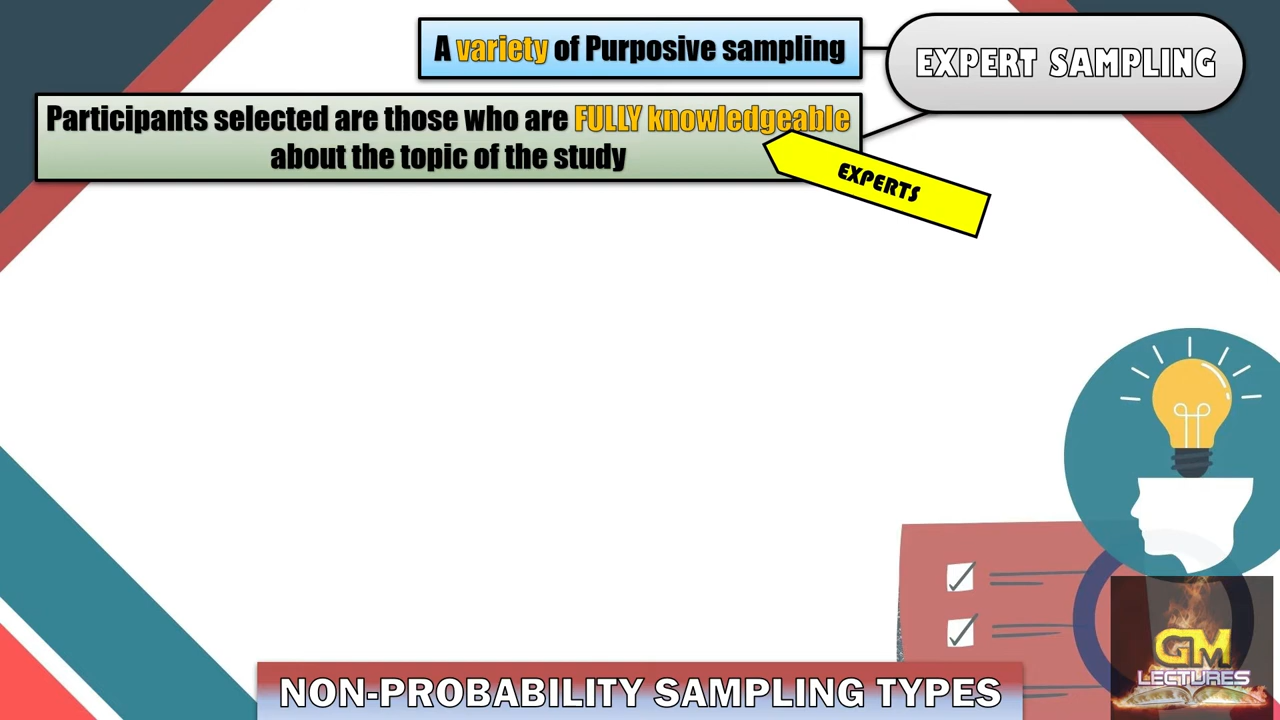 A variety of Purposive sampling
EXPERT SAMPLING
Participants selected are those who are FULLY knowledgeable
about the topic of the study
EXPERTS
NON-PROBABILITY SAMPLING TYPES
GM
LECTURES